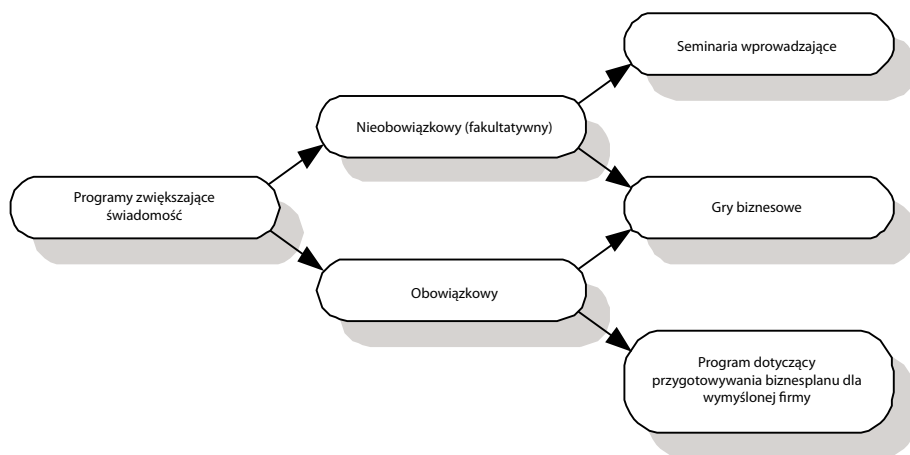 Seminaria wprowadzające
Nieobowiązkowy (fakultatywny)
Programy zwiększające
świadomość
Gry biznesowe
Obowiązkowy
Program dotyczący
przygotowywania biznesplanu dla
wymyślonej firmy